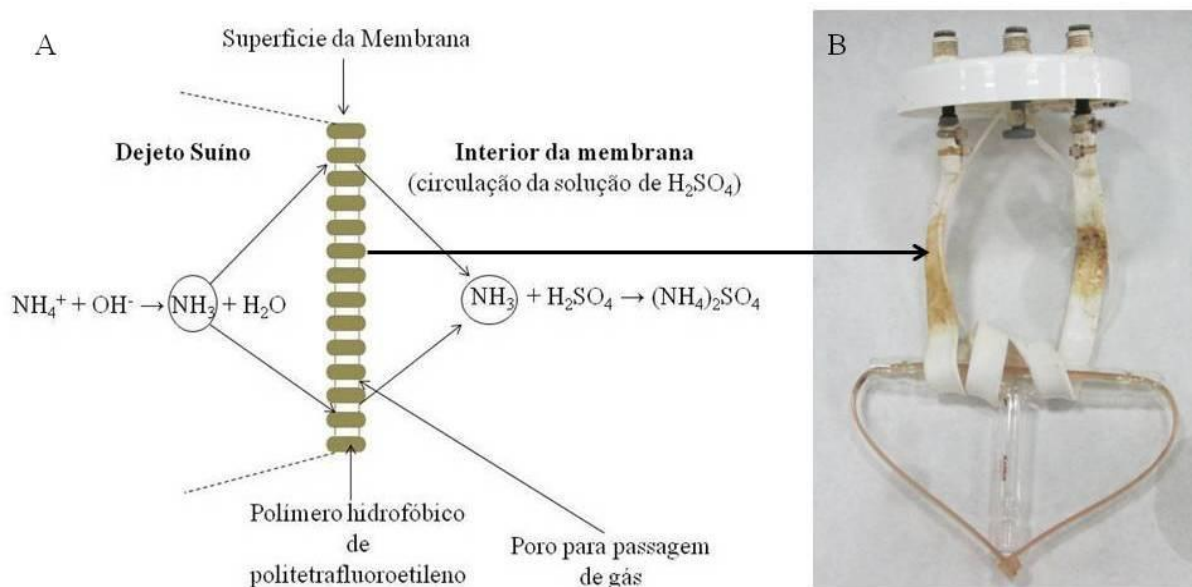 A
B
Superfície da Membrana
Dejeto Suíno
Interior da membrana
(circulação da solução de H₂SO₄)
NH₄⁺ + OH⁻ → NH₃ + H₂O
NH₃ + H₂SO₄ → (NH₄)₂SO₄
Polímero hidrofóbico
de
politetrafluoroetileno
Poro para passagem
de gás